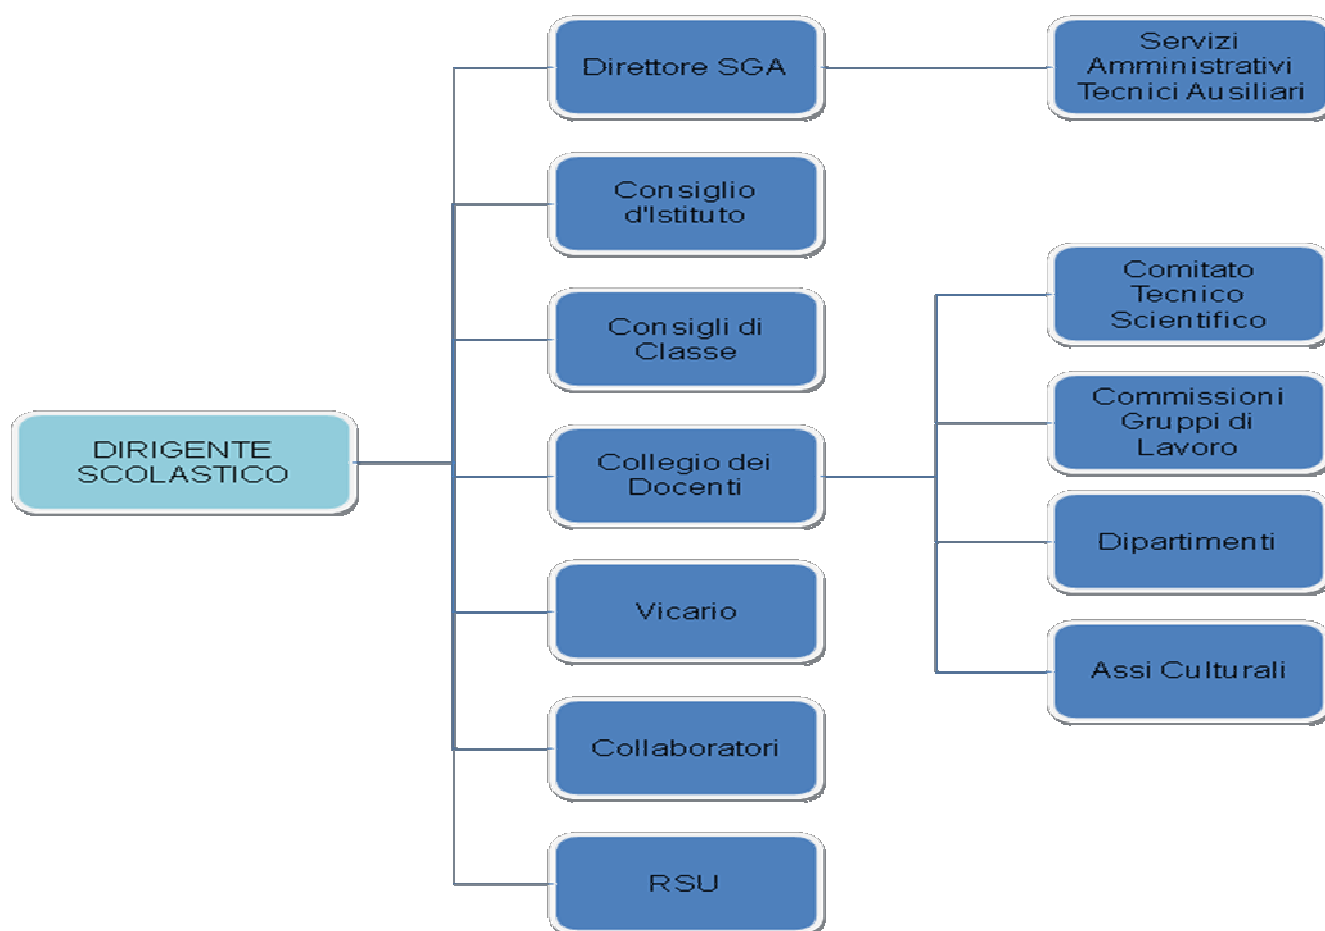 DIRIGENTE
SCOLASTICO
Direttore SGA
Consiglio
d'Istituto
Consigli di
Classe
Collegio dei
Docenti
Vicario
Collaboratori
RSU
Servizi
Amministrativi
Tecnici Ausiliari
Comitato
Tecnico
Scientifico
Commissioni
Gruppi di
Lavoro
Dipartimenti
Assi Culturali